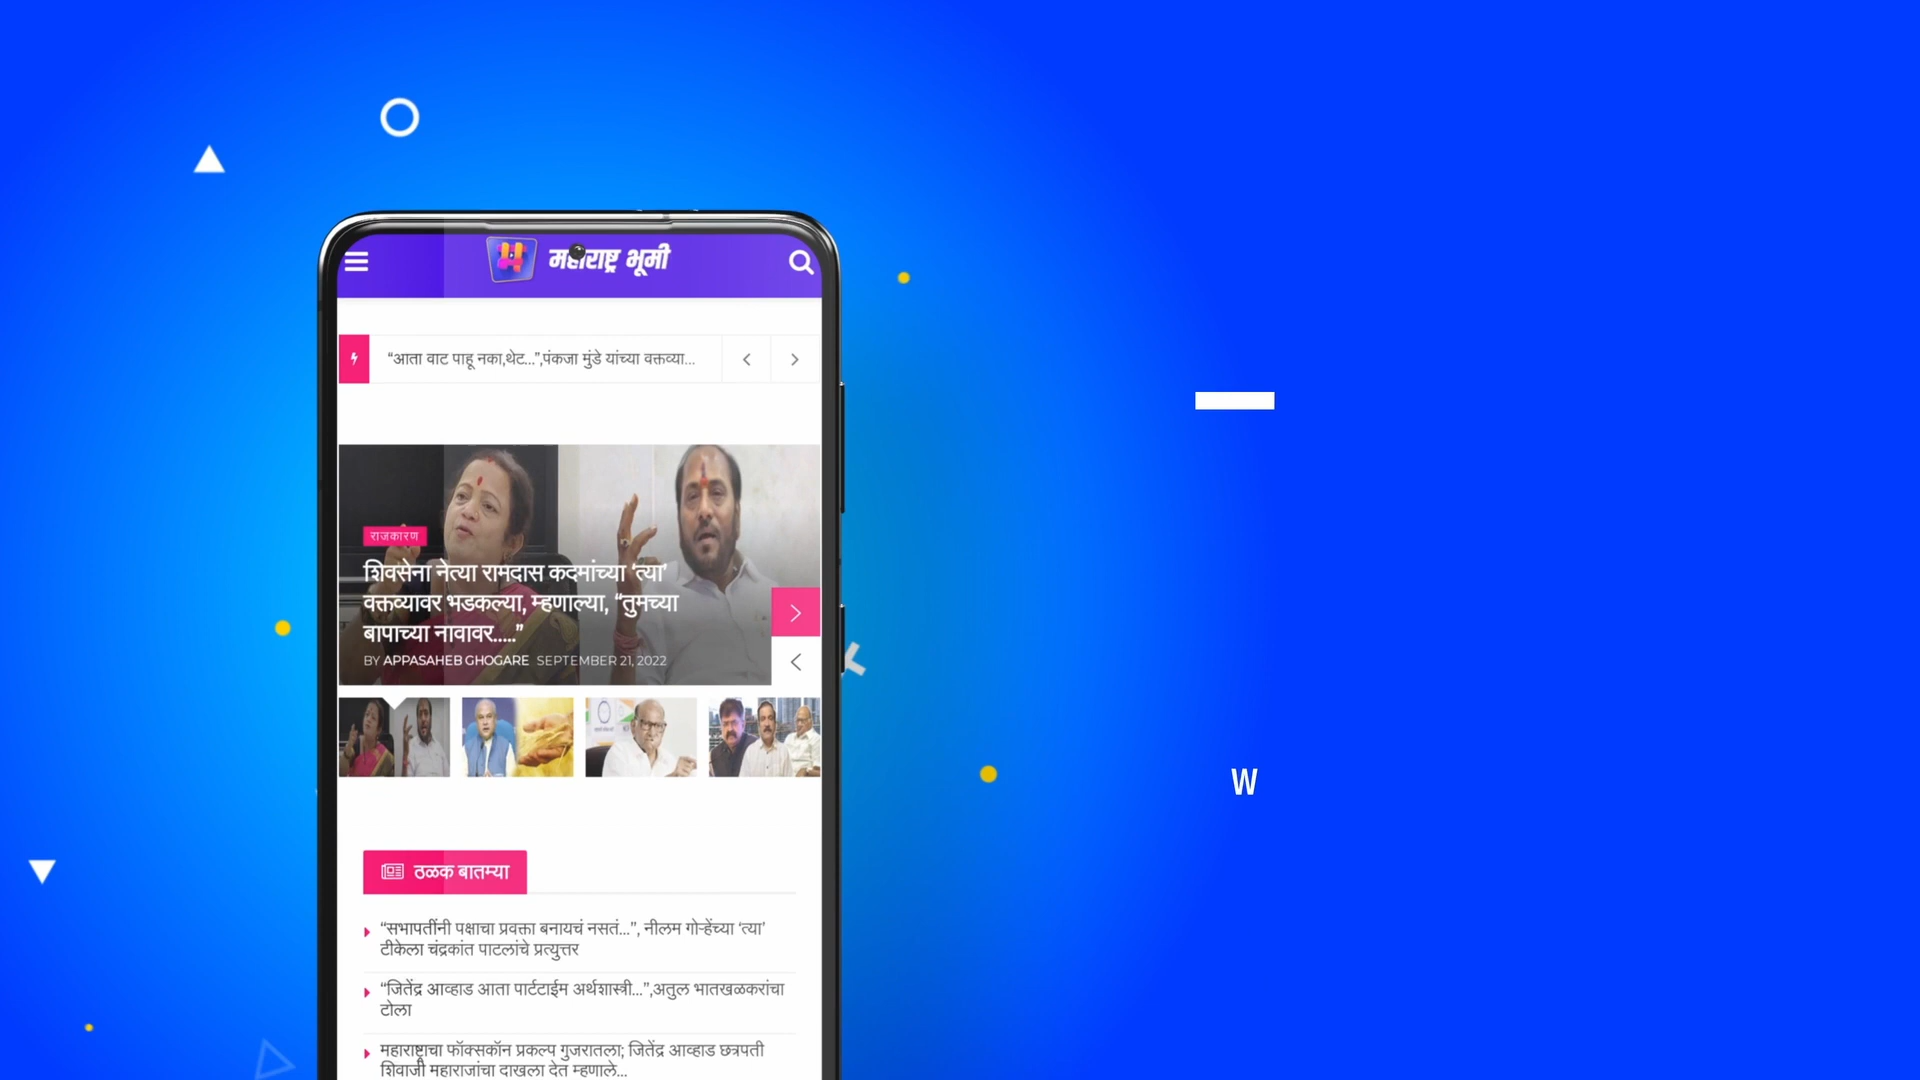 महाराष्ट्र भूमी
“आता वाट पाहू नका,थेट...”,पंकजा मुंडे यांच्या वक्तव्या...
राजकारण
शिवसेना नेत्या रामदास कदमांच्या ‘त्या’
वक्तव्यावर भडकल्या, म्हणाल्या, “तुमच्या
बापाच्या नावावर.....”
BY APPASAHEB GHOGARE SEPTEMBER 21, 2022
W
ठळक बातम्या
“सभापतींनी पक्षाचा प्रवक्ता बनायचं नसतं...”, नीलम गोऱ्हेंच्या ‘त्या’
टीकेला चंद्रकांत पाटलांचे प्रत्युत्तर
“जितेंद्र आव्हाड आता पार्टटाईम अर्थशास्त्री...”,अतुल भातखळकरांचा
टोला
महाराष्ट्राचा फॉक्सकॉन प्रकल्प गुजरातला; जितेंद्र आव्हाड छत्रपती
शिवाजी महाराजांचा दाखला देत म्हणाले...